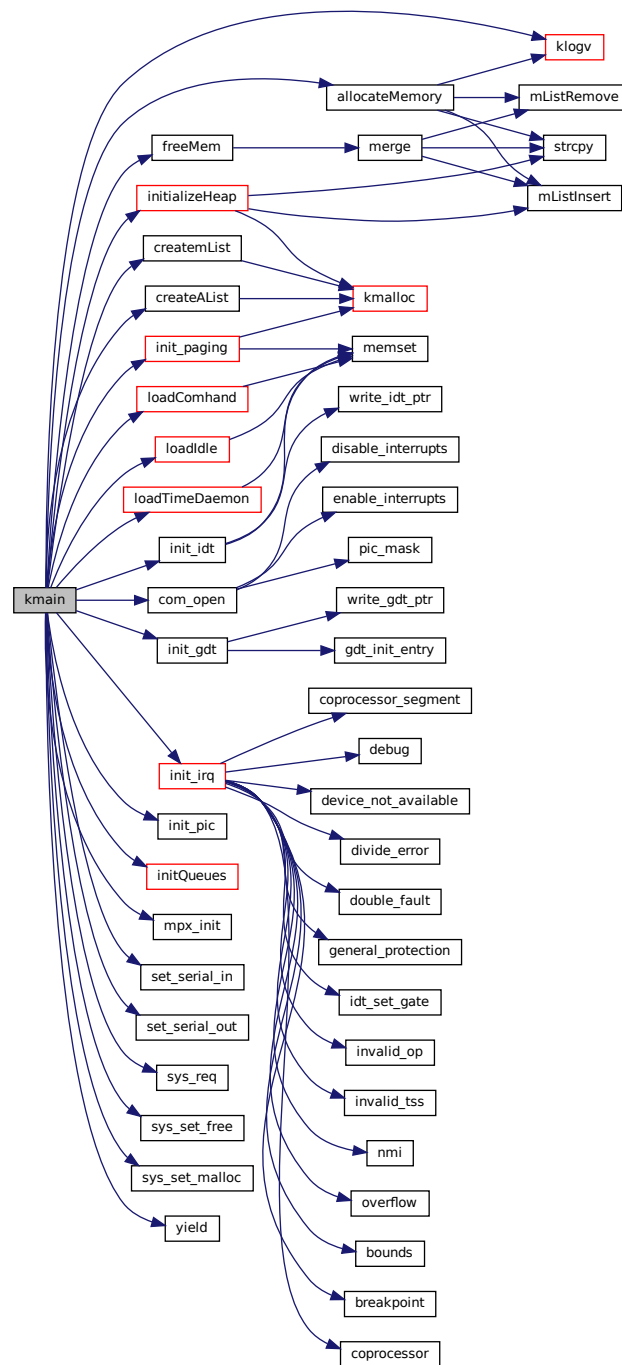 klogv
allocateMemory
mListRemove
freeMem
merge
strcpy
initializeHeap
mListInsert
createmList
createAList
kmalloc
init_paging
memset
loadComhand
write_idt_ptr
loadIdle
disable_interrupts
loadTimeDaemon
enable_interrupts
init_idt
pic_mask
kmain
com_open
write_gdt_ptr
init_gdt
gdt_init_entry
coprocessor_segment
debug
init_irq
device_not_available
init_pic
divide_error
initQueues
double_fault
mpx_init
general_protection
set_serial_in
idt_set_gate
set_serial_out
invalid_op
sys_req
invalid_tss
sys_set_free
nmi
sys_set_malloc
overflow
yield
bounds
breakpoint
coprocessor